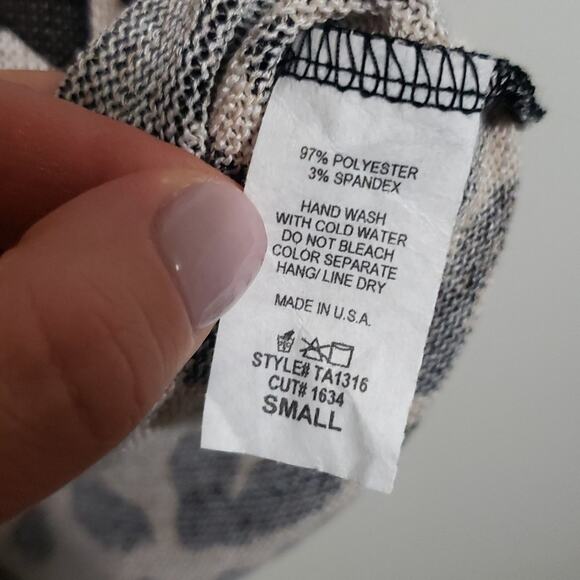 97% POLYESTER
3% SPANDEX
HAND WASH
WITH COLD WATER
DO NOT BLEACH
COLOR SEPARATE
HANG/ LINE DRY
MADE IN U.S.A.
STYLE# TA1316
CUT# 1634
SMALL